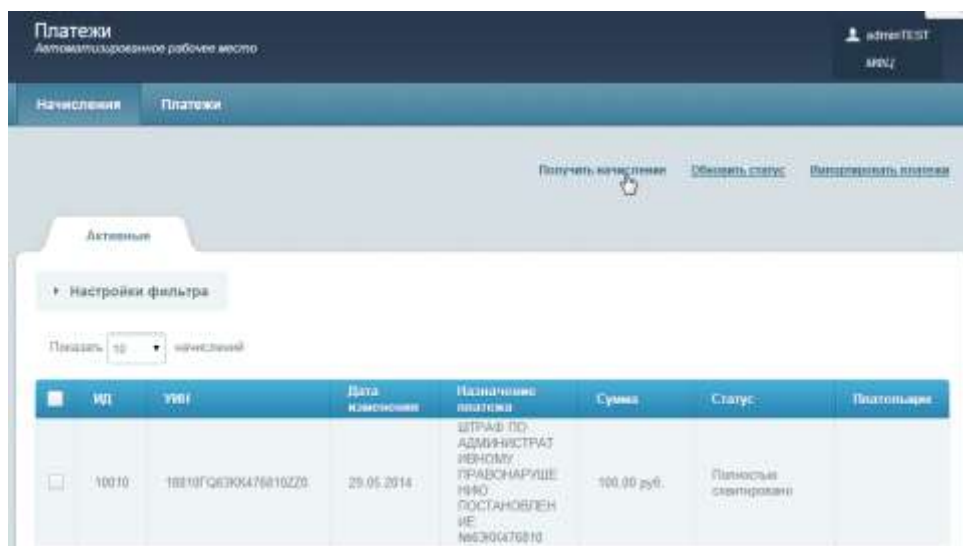 Платежи
Автоматизированное рабочее место
adminTEST
МФЦ
Начисления Платежи
Получить начисления Обновить статус Импортировать платежи
Активные
Настройки фильтра
Показать 10 начислений
ИД УИН Дата изменения Назначение платежа Сумма Статус Плательщик
10010 29.05.2014 100.00 руб.
ШТРАФ ПО
АДМИНИСТРАТ
ИВНОМУ
ПРАВОНАРУШЕ
НИЮ
ПОСТАНОВЛЕН
ИЕ
Полностью
сквитировано